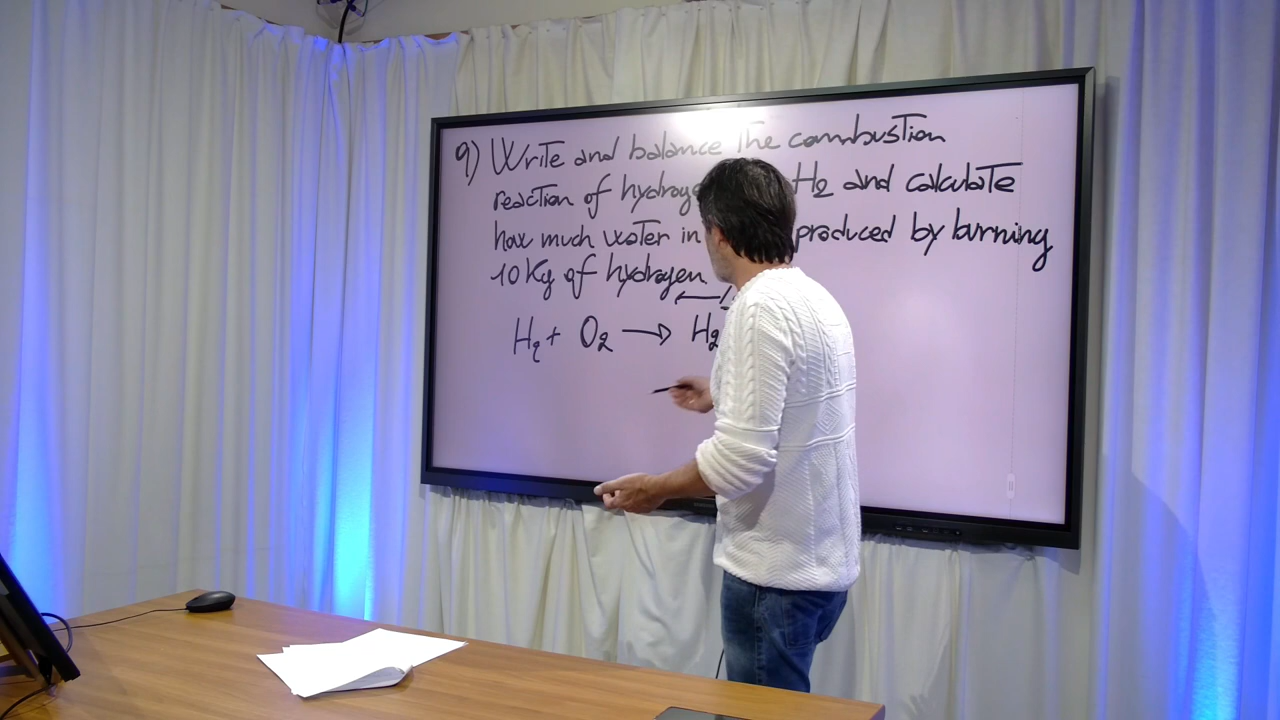 9) Write and balance the combustion
reaction of hydroge H2 and calculate
how much water in produced by burning
10 Kg of hydrogen
H2 + O2 → H2